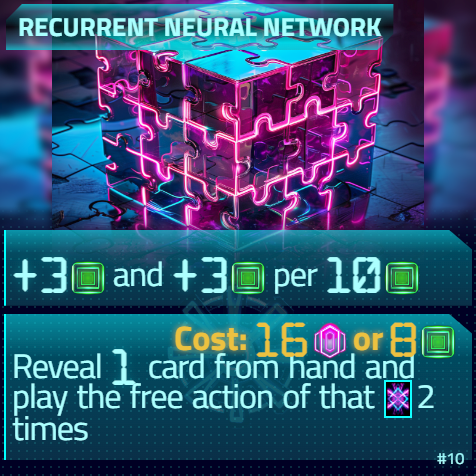 RECURRENT NEURAL NETWORK
+3 and +3 per 10
Cost: 16 or 8
Reveal 1 card from hand and
play the free action of that 2
times
#10